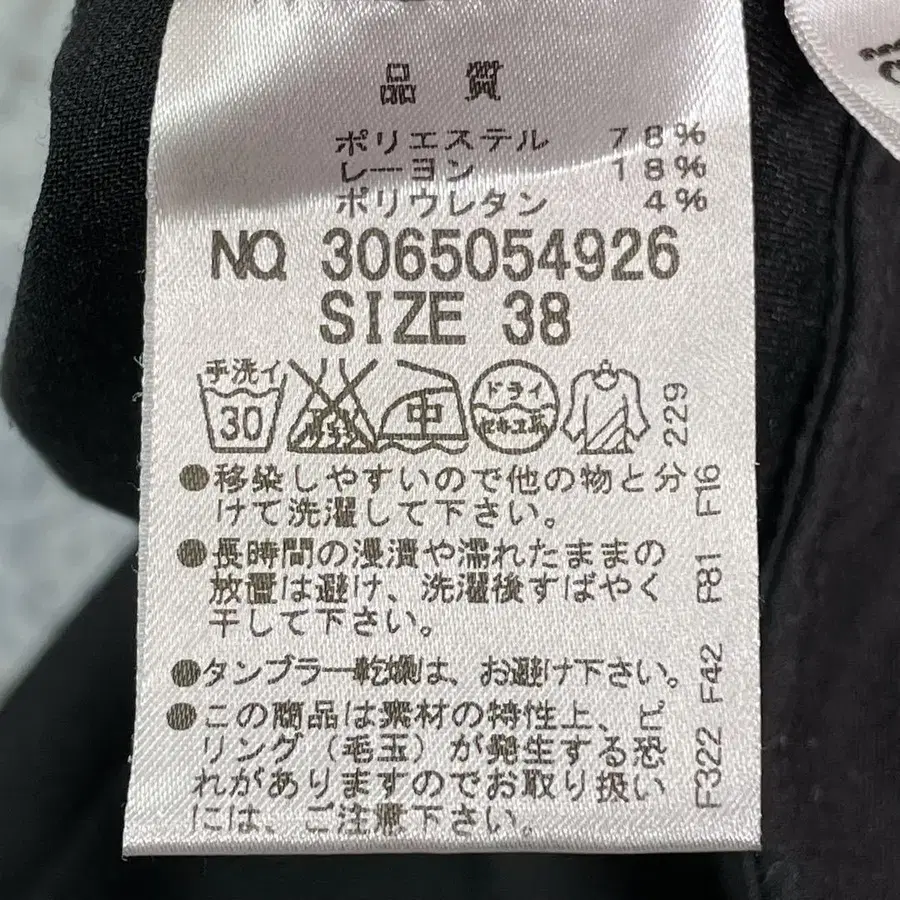 品質
ポリエステル 78%
レーヨン 18%
ポリウレタン 4%
NO. 3065054926
SIZE 38
手洗イ
30
中
ドライ
セキユ系
229
●移染しやすいので他の物と分
けて洗濯して下さい。
●長時間の浸漬や濡れたままの
放置は避け、洗濯後すばやく
干して下さい。
●タンブラー乾燥は、お避け下さい。
●この商品は素材の特性上、ピ
リング(毛玉)が発生する恐
れがありますのでお取り扱い
には、ご注意下さい。
F322 F42 F81 F16